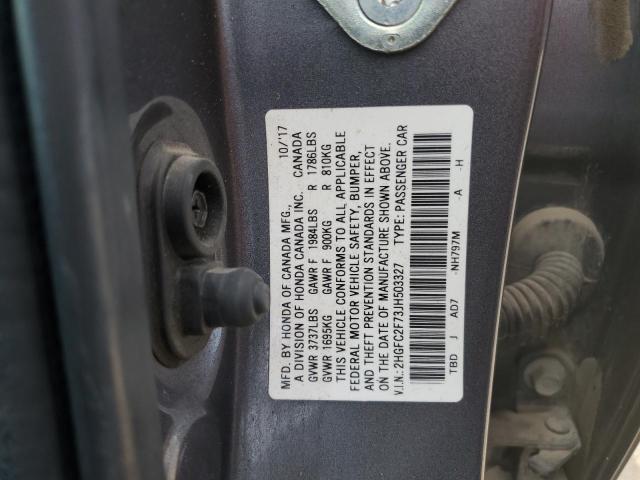 MFD. BY HONDA OF CANADA MFG., 10/'17
A DIVISION OF HONDA CANADA INC. CANADA
GVWR 3737LBS GAWR F 1984LBS R 1786LBS
GVWR 1695KG GAWR F 900KG R 810KG
THIS VEHICLE CONFORMS TO ALL APPLICABLE
FEDERAL MOTOR VEHICLE SAFETY, BUMPER,
AND THEFT PREVENTION STANDARDS IN EFFECT
ON THE DATE OF MANUFACTURE SHOWN ABOVE.
V.I.N.: 2HGFC2F73JH503327 TYPE: PASSENGER CAR
TBD J AD7 -NH797M -A -H